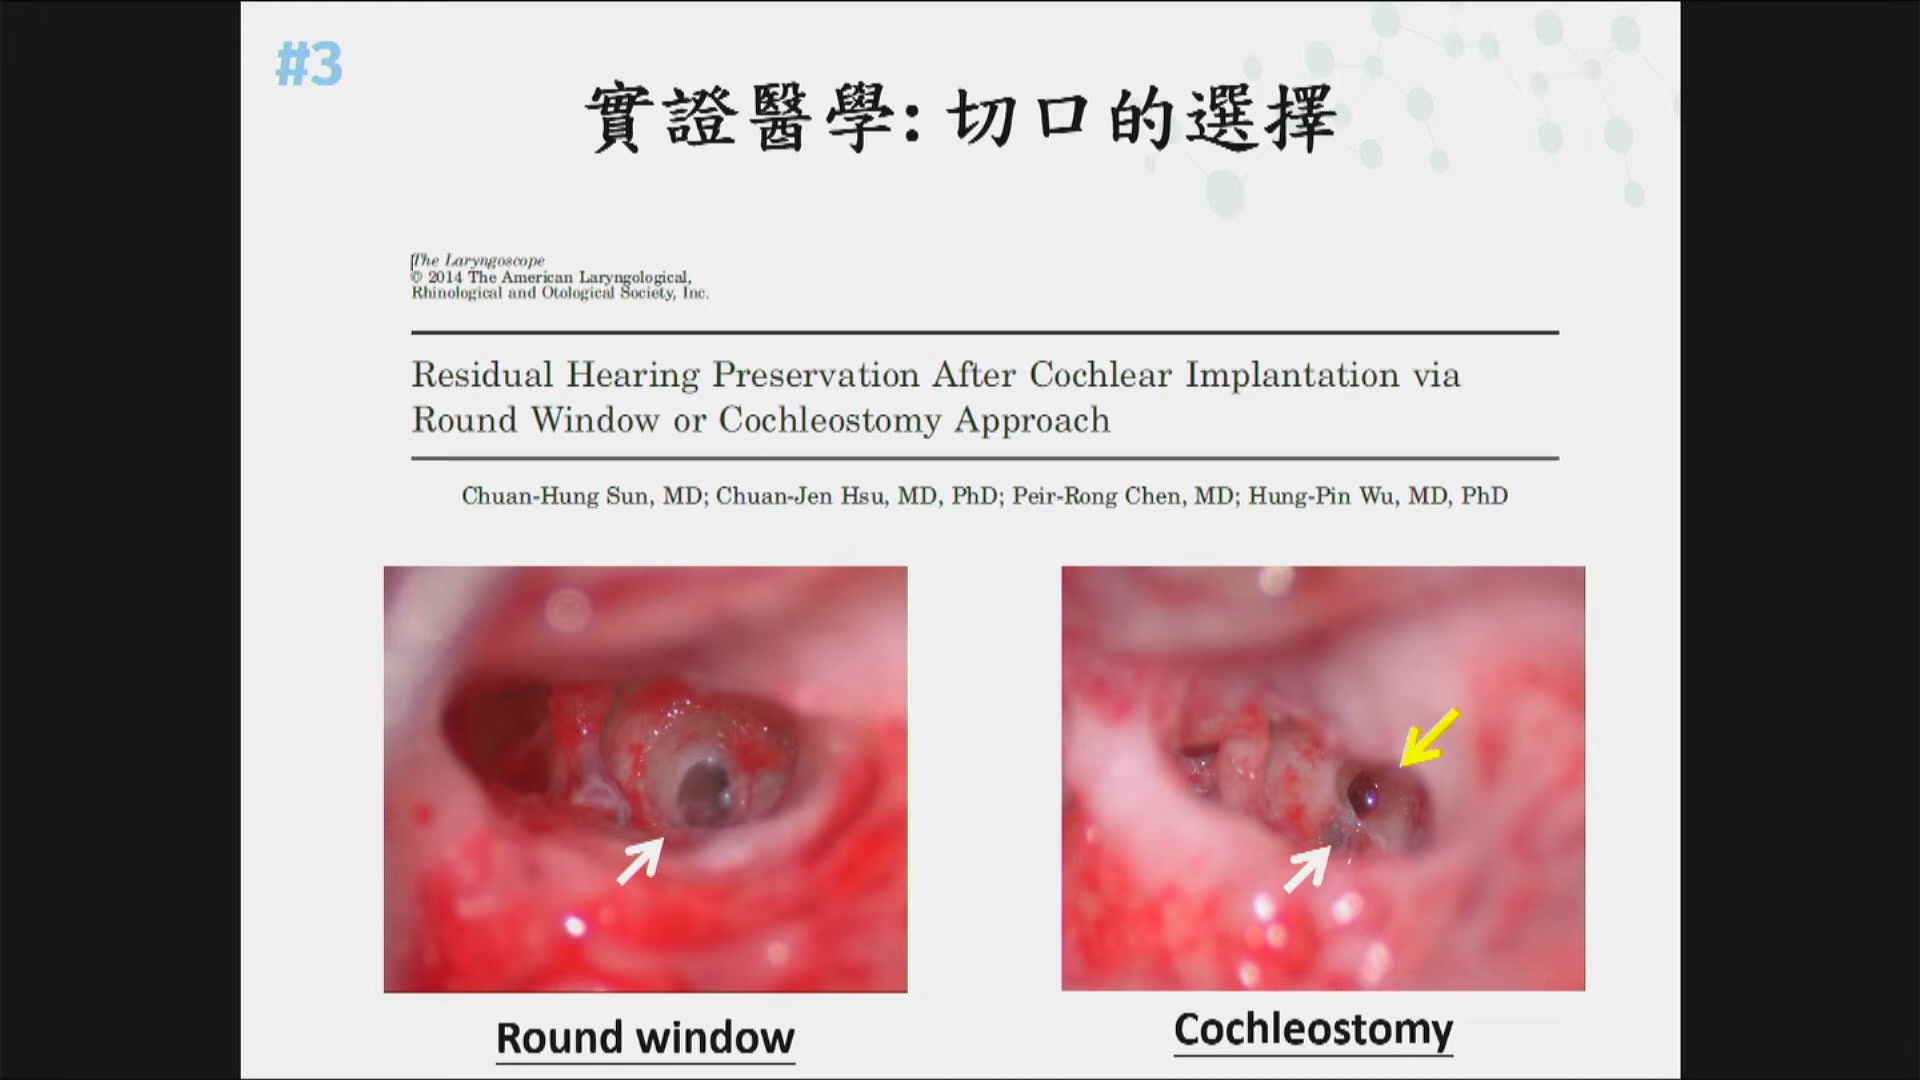 #3
實證醫學:切口的選擇
The Laryngoscope
© 2014 The American Laryngological,
Rhinological and Otological Society, Inc.
Residual Hearing Preservation After Cochlear Implantation via
Round Window or Cochleostomy Approach
Chuan-Hung Sun, MD; Chuan-Jen Hsu, MD, PhD; Peir-Rong Chen, MD; Hung-Pin Wu, MD, PhD
Round window
Cochleostomy